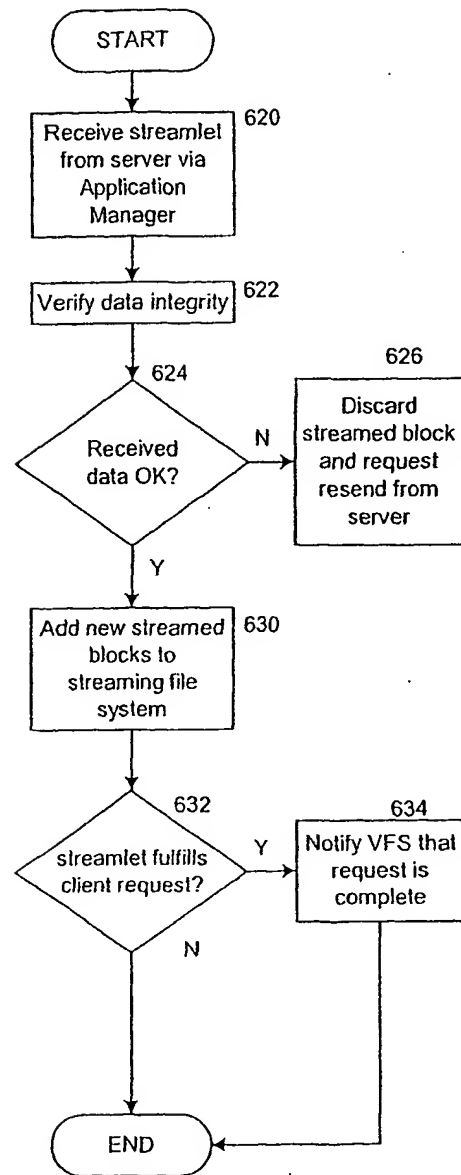 START
620
Receive streamlet
from server via
Application
Manager
622
Verify data integrity
624
Received
data OK?
N
626
Discard
streamed block
and request
resend from
server
Y
630
Add new streamed
blocks to
streaming file
system
632
streamlet fulfills
client request?
Y
634
Notify VFS that
request is
complete
N
END